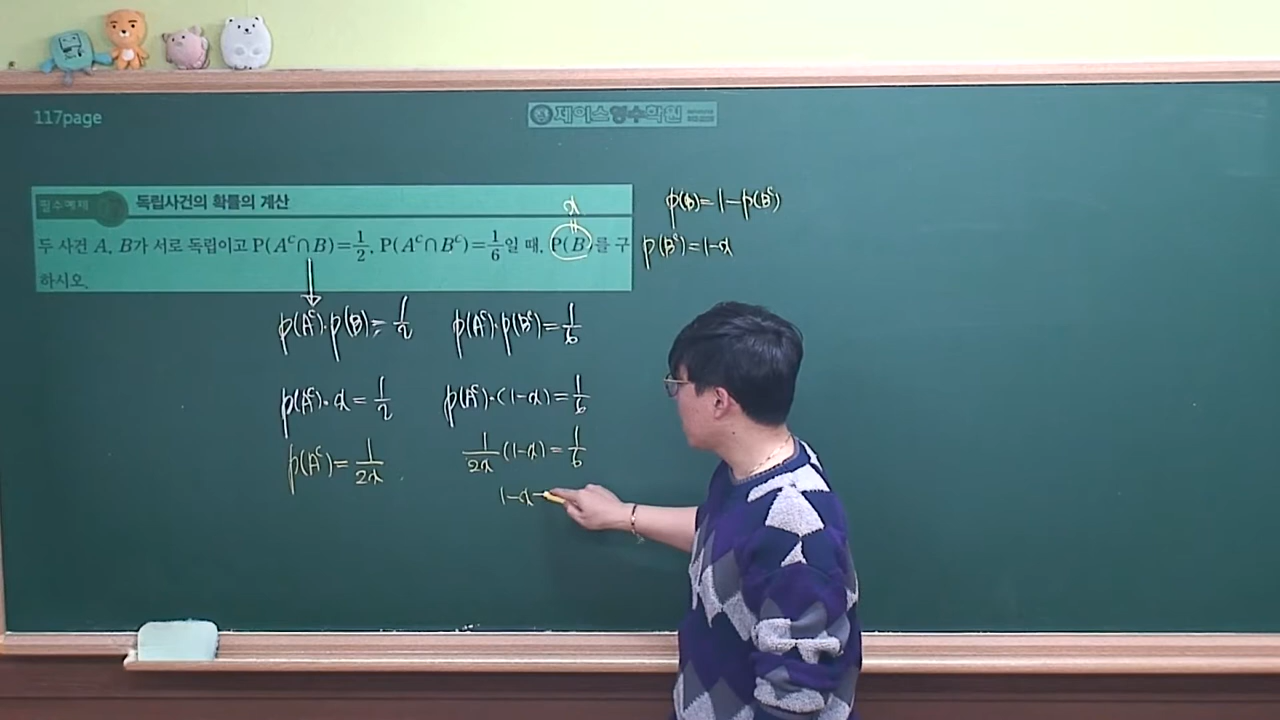 117page
제이스영수학원
필수예제
독립사건의 확률의 계산
두 사건 A, B가 서로 독립이고 P(A^c∩B)=1/2, P(A^c∩B^c)=1/6일 때, P(B)를 구
하시오.
x
p(B)=1-p(B^c)
p(B^c)=1-x
p(A^c)·p(B)=1/2
p(A^c)·p(B^c)=1/6
p(A^c)·x=1/2
p(A^c)·(1-x)=1/6
p(A^c)=1/2x
1/2x(1-x)=1/6
1-x